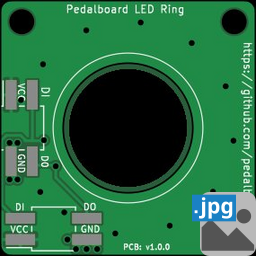 Pedalboard LED Ring
https://github.com/pedalb
VCC DI
GND DO
DI DO
VCC GND
PCB: v1.0.0
.jpg